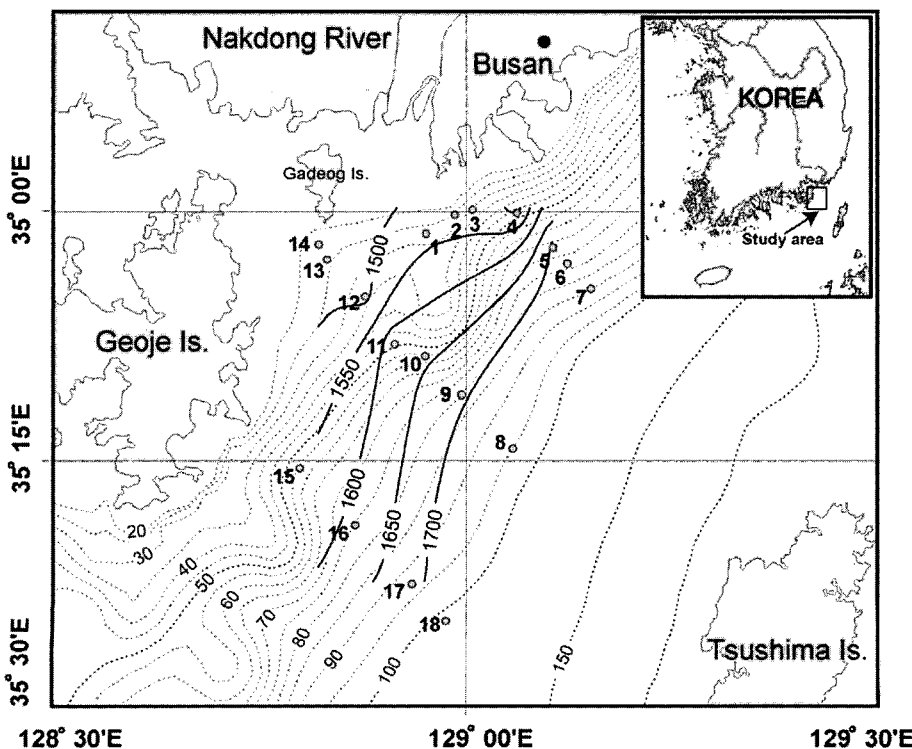 Nakdong River
Busan
KOREA
Study area
Gadeog Is.
35° 00'E
14
13
12
1
2
3
4
5
6
7
1500
Geoje Is.
11
10
1550
9
8
35° 15'E
15
16
1600
1650
1700
17
18
20
30
40
50
60
70
80
90
100
150
Tsushima Is.
35° 30'E
128° 30'E
129° 00'E
129° 30'E